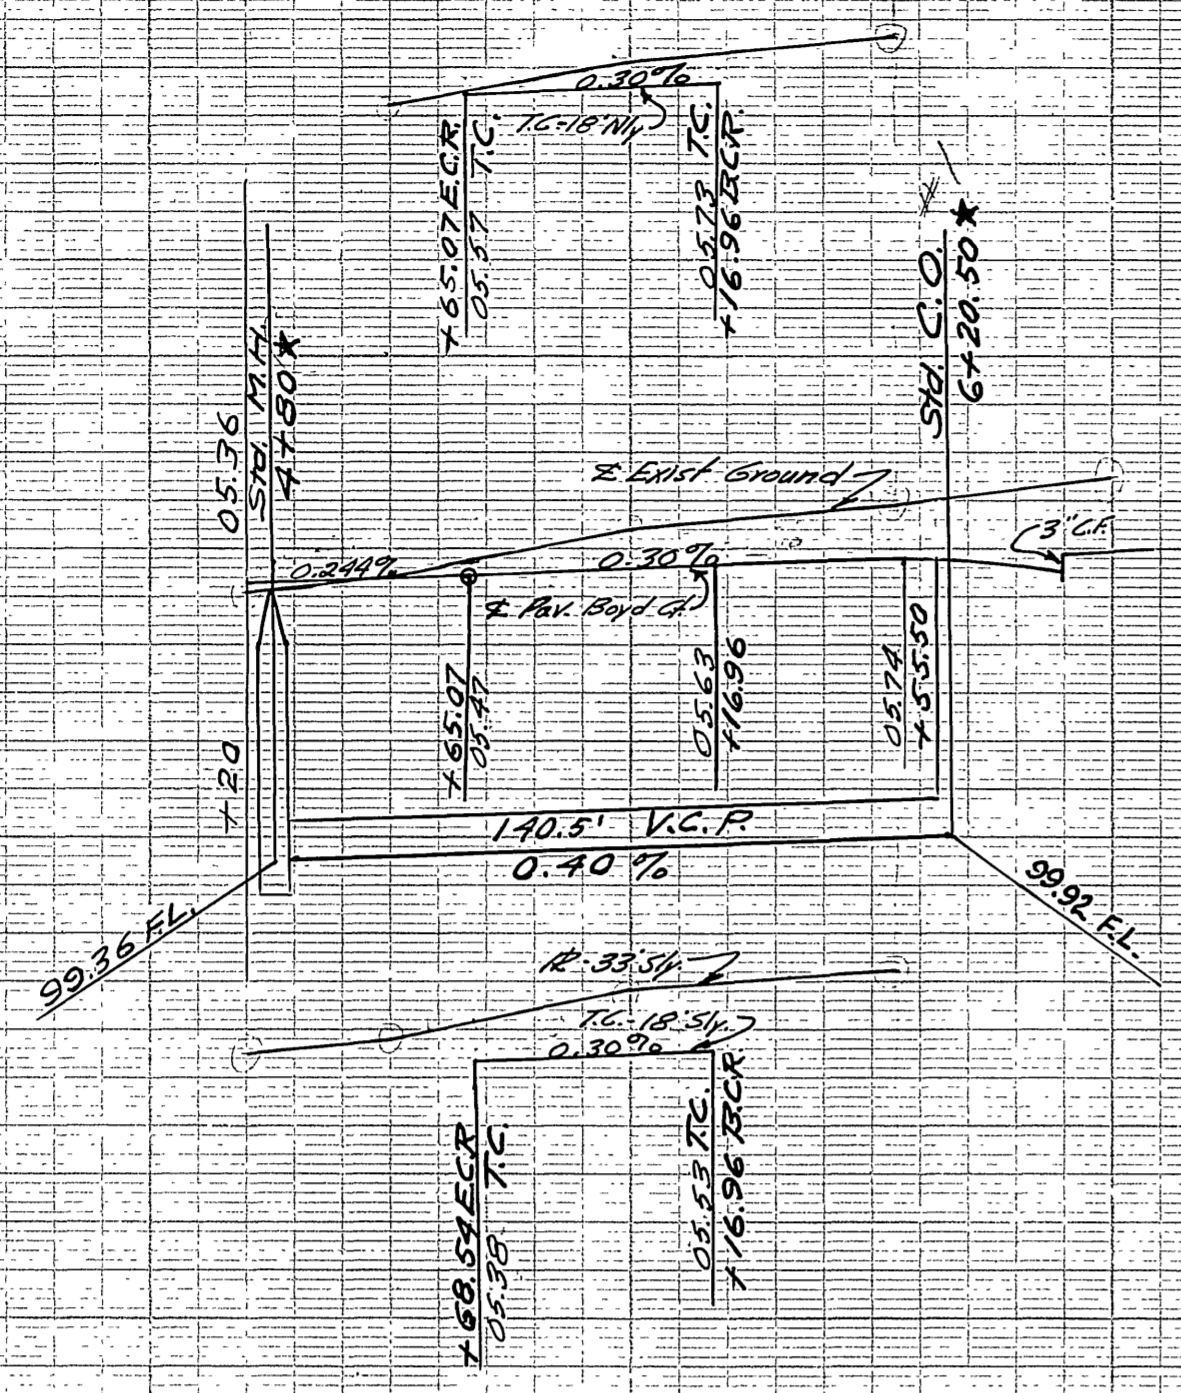 0.30%
T.C.-18' Nly.
+65.07 E.C.R.
05.57 T.C.
05.73 T.C.
+16.96 B.C.R.
05.36
Std. M.H.
4+80★
Std. C.O.
6+20.50★
℄ Exist Ground
3" C.F.
0.244%
0.30%
℄ Pav. Boyd Ct.
+65.07
05.47
05.63
+16.96
05.74
+55.50
+20
140.5' V.C.P.
0.40%
99.36 F.L.
99.92 F.L.
℄-33' Sly.
T.C.-18' Sly.
0.30%
+68.54 E.C.R
05.38 T.C.
05.53 T.C.
+16.96 B.C.R